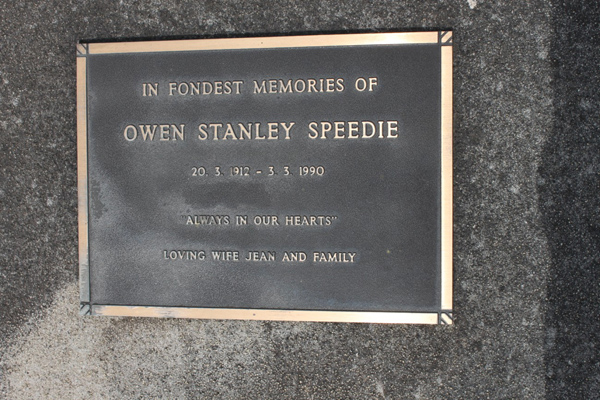 IN FONDEST MEMORIES OF
OWEN STANLEY SPEEDIE
20. 3. 1912 - 3. 3. 1990
"ALWAYS IN OUR HEARTS"
LOVING WIFE JEAN AND FAMILY